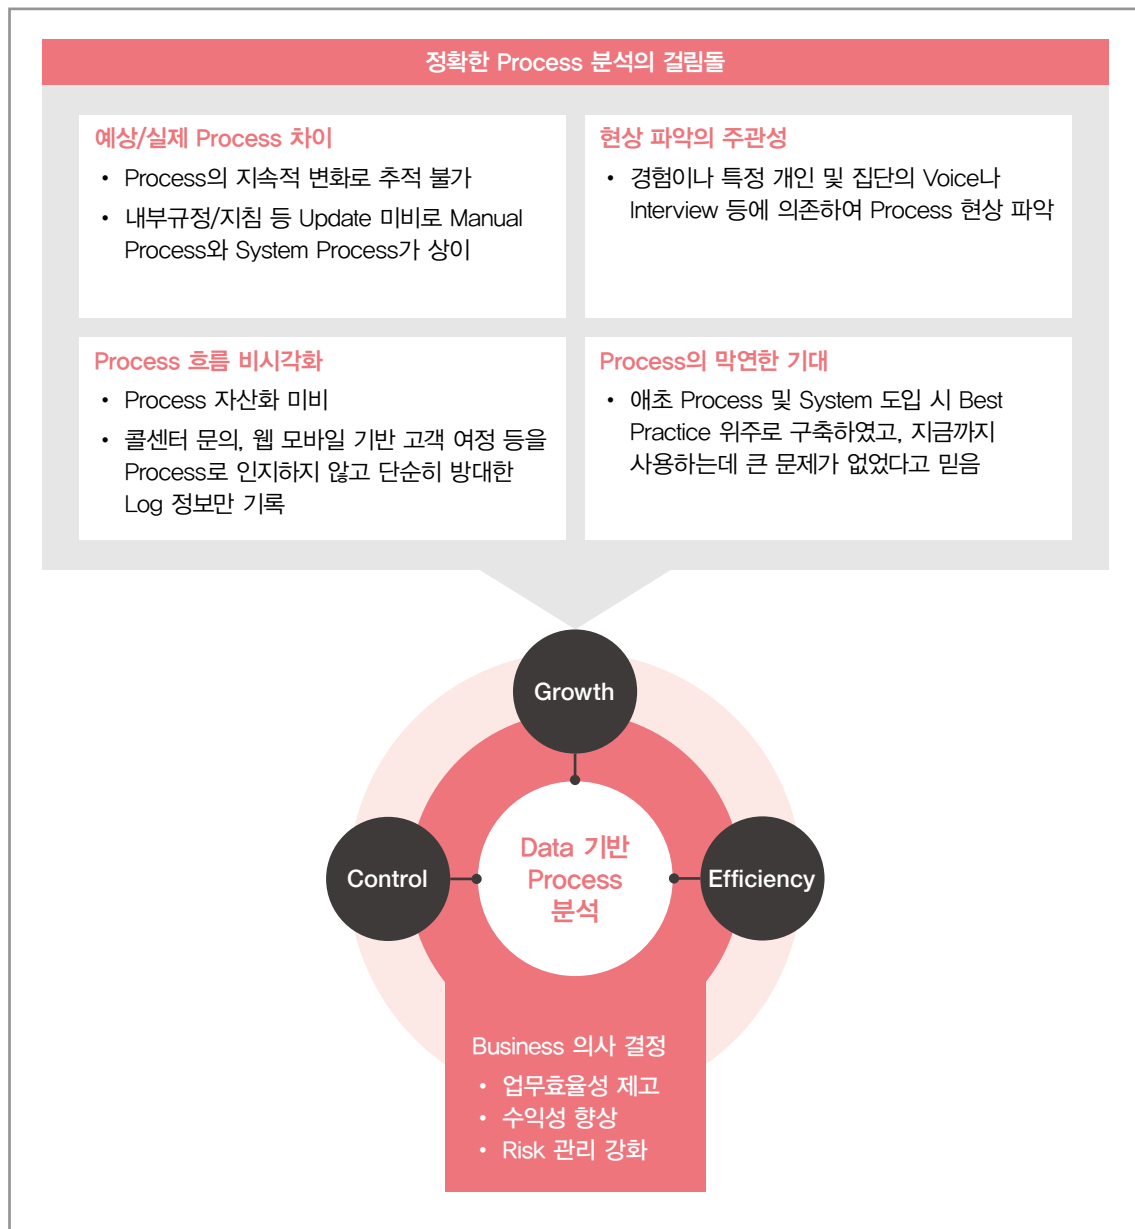 정확한 Process 분석의 걸림돌
예상/실제 Process 차이
• Process의 지속적 변화로 추적 불가
• 내부규정/지침 등 Update 미비로 Manual
Process와 System Process가 상이
현상 파악의 주관성
• 경험이나 특정 개인 및 집단의 Voice나
Interview 등에 의존하여 Process 현상 파악
Process 흐름 비시각화
• Process 자산화 미비
• 콜센터 문의, 웹 모바일 기반 고객 여정 등을
Process로 인지하지 않고 단순히 방대한
Log 정보만 기록
Process의 막연한 기대
• 애초 Process 및 System 도입 시 Best
Practice 위주로 구축하였고, 지금까지
사용하는데 큰 문제가 없었다고 믿음
Growth
Control
Data 기반
Process
분석
Efficiency
Business 의사 결정
• 업무효율성 제고
• 수익성 향상
• Risk 관리 강화